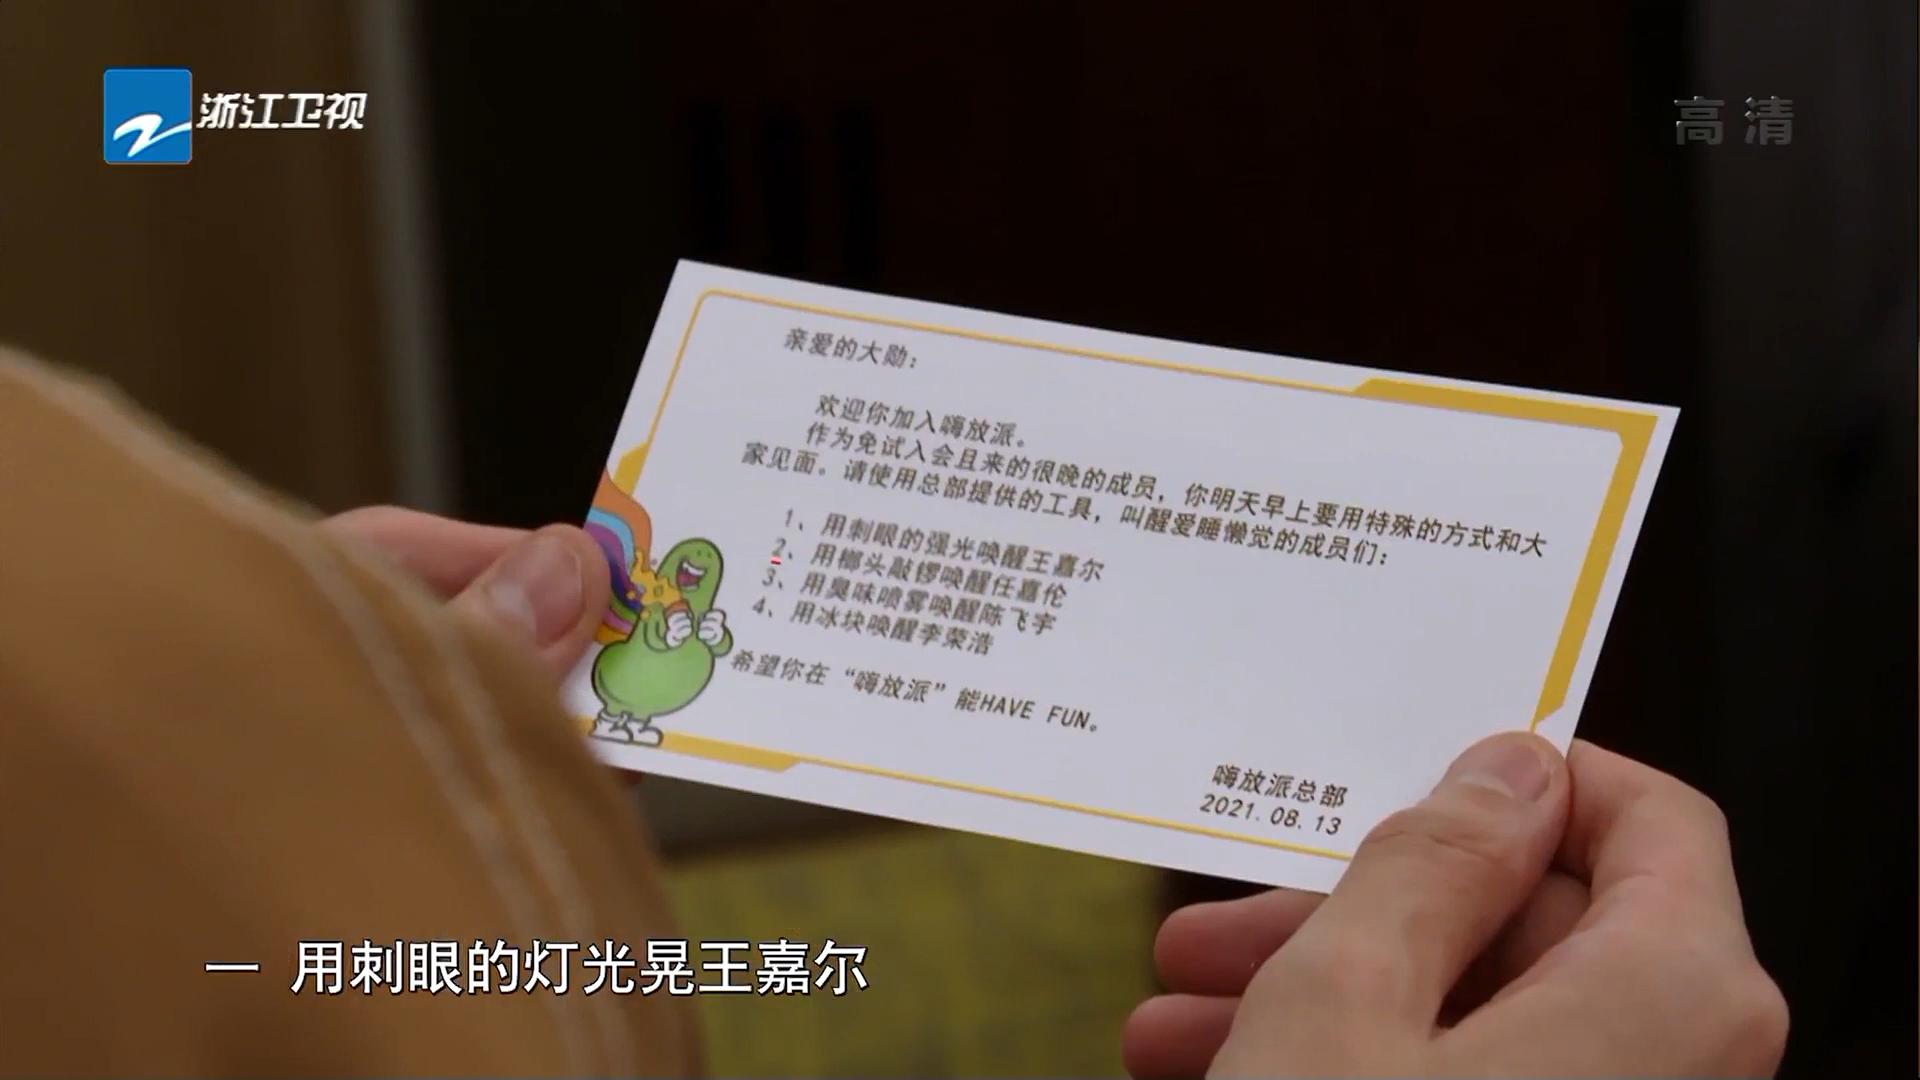 浙江卫视
高清
亲爱的大勋：
欢迎你加入嗨放派。
作为免试入会且来的很晚的成员，你明天早上要用特殊的方式和大
家见面。请使用总部提供的工具，叫醒爱睡懒觉的成员们：
1、用刺眼的强光唤醒王嘉尔
2、用榔头敲锣唤醒任嘉伦
3、用臭味喷雾唤醒陈飞宇
4、用冰块唤醒李荣浩
希望你在“嗨放派”能HAVE FUN。
嗨放派总部
2021.08.13
一 用刺眼的灯光晃王嘉尔